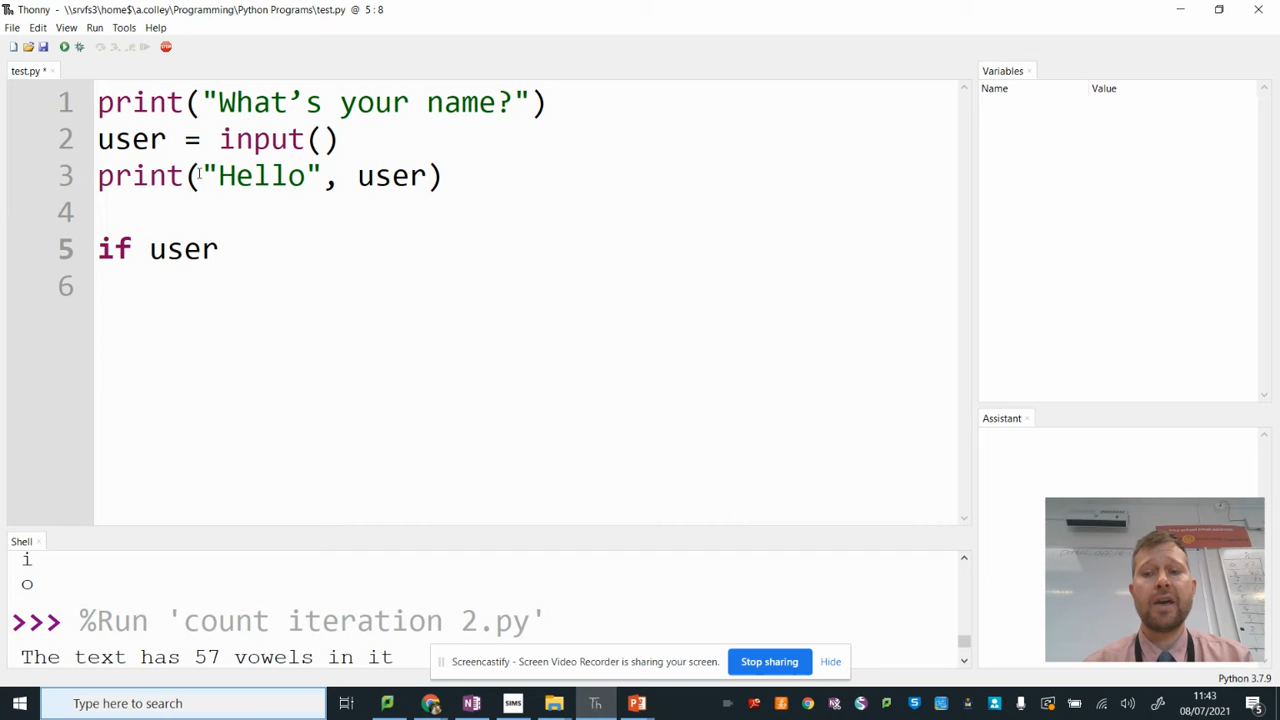 Thonny - \\srvfs3\home$\a.colley\Programming\Python Programs\test.py @ 5 : 8
File Edit View Run Tools Help
test.py *
1 print("What’s your name?")
2 user = input()
3 print("Hello", user)
4
5 if user
6
Variables
Name Value
Assistant
Shell
i
o
>>> %Run 'count iteration 2.py'
The text has 57 vowels in it
Screencastify - Screen Video Recorder is sharing your screen. Stop sharing Hide
Python 3.7.9
Type here to search
11:43
08/07/2021
5